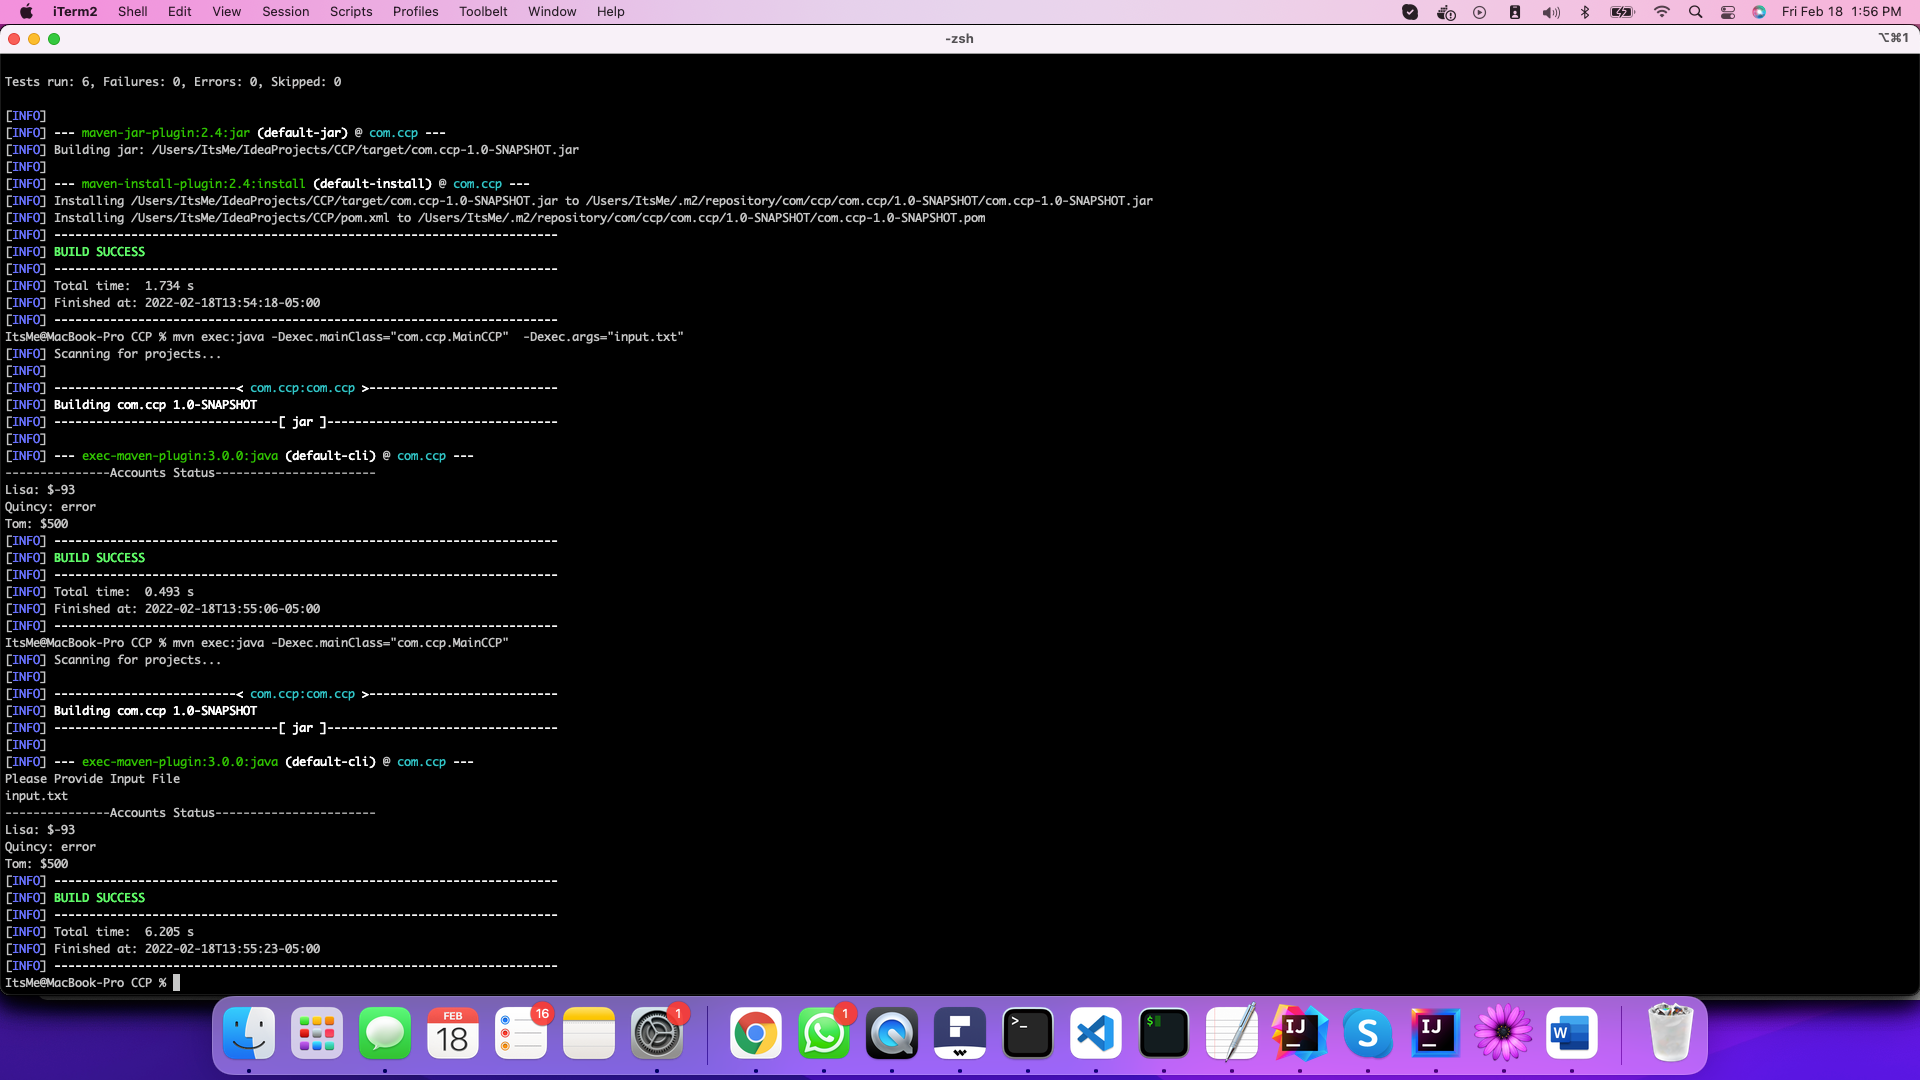 iTerm2 Shell Edit View Session Scripts Profiles Toolbelt Window Help Fri Feb 18 1:56 PM
-zsh ⌥⌘1
Tests run: 6, Failures: 0, Errors: 0, Skipped: 0
[INFO]
[INFO] --- maven-jar-plugin:2.4:jar (default-jar) @ com.ccp ---
[INFO] Building jar: /Users/ItsMe/IdeaProjects/CCP/target/com.ccp-1.0-SNAPSHOT.jar
[INFO]
[INFO] --- maven-install-plugin:2.4:install (default-install) @ com.ccp ---
[INFO] Installing /Users/ItsMe/IdeaProjects/CCP/target/com.ccp-1.0-SNAPSHOT.jar to /Users/ItsMe/.m2/repository/com/ccp/com.ccp/1.0-SNAPSHOT/com.ccp-1.0-SNAPSHOT.jar
[INFO] Installing /Users/ItsMe/IdeaProjects/CCP/pom.xml to /Users/ItsMe/.m2/repository/com/ccp/com.ccp/1.0-SNAPSHOT/com.ccp-1.0-SNAPSHOT.pom
[INFO] ------------------------------------------------------------------------
[INFO] BUILD SUCCESS
[INFO] ------------------------------------------------------------------------
[INFO] Total time:  1.734 s
[INFO] Finished at: 2022-02-18T13:54:18-05:00
[INFO] ------------------------------------------------------------------------
ItsMe@MacBook-Pro CCP % mvn exec:java -Dexec.mainClass="com.ccp.MainCCP"  -Dexec.args="input.txt"
[INFO] Scanning for projects...
[INFO]
[INFO] --------------------------< com.ccp:com.ccp >---------------------------
[INFO] Building com.ccp 1.0-SNAPSHOT
[INFO] --------------------------------[ jar ]---------------------------------
[INFO]
[INFO] --- exec-maven-plugin:3.0.0:java (default-cli) @ com.ccp ---
---------------Accounts Status-----------------------
Lisa: $-93
Quincy: error
Tom: $500
[INFO] ------------------------------------------------------------------------
[INFO] BUILD SUCCESS
[INFO] ------------------------------------------------------------------------
[INFO] Total time:  0.493 s
[INFO] Finished at: 2022-02-18T13:55:06-05:00
[INFO] ------------------------------------------------------------------------
ItsMe@MacBook-Pro CCP % mvn exec:java -Dexec.mainClass="com.ccp.MainCCP"
[INFO] Scanning for projects...
[INFO]
[INFO] --------------------------< com.ccp:com.ccp >---------------------------
[INFO] Building com.ccp 1.0-SNAPSHOT
[INFO] --------------------------------[ jar ]---------------------------------
[INFO]
[INFO] --- exec-maven-plugin:3.0.0:java (default-cli) @ com.ccp ---
Please Provide Input File
input.txt
---------------Accounts Status-----------------------
Lisa: $-93
Quincy: error
Tom: $500
[INFO] ------------------------------------------------------------------------
[INFO] BUILD SUCCESS
[INFO] ------------------------------------------------------------------------
[INFO] Total time:  6.205 s
[INFO] Finished at: 2022-02-18T13:55:23-05:00
[INFO] ------------------------------------------------------------------------
ItsMe@MacBook-Pro CCP %
FEB 16 1 1
18 >_ $ IJ S IJ W